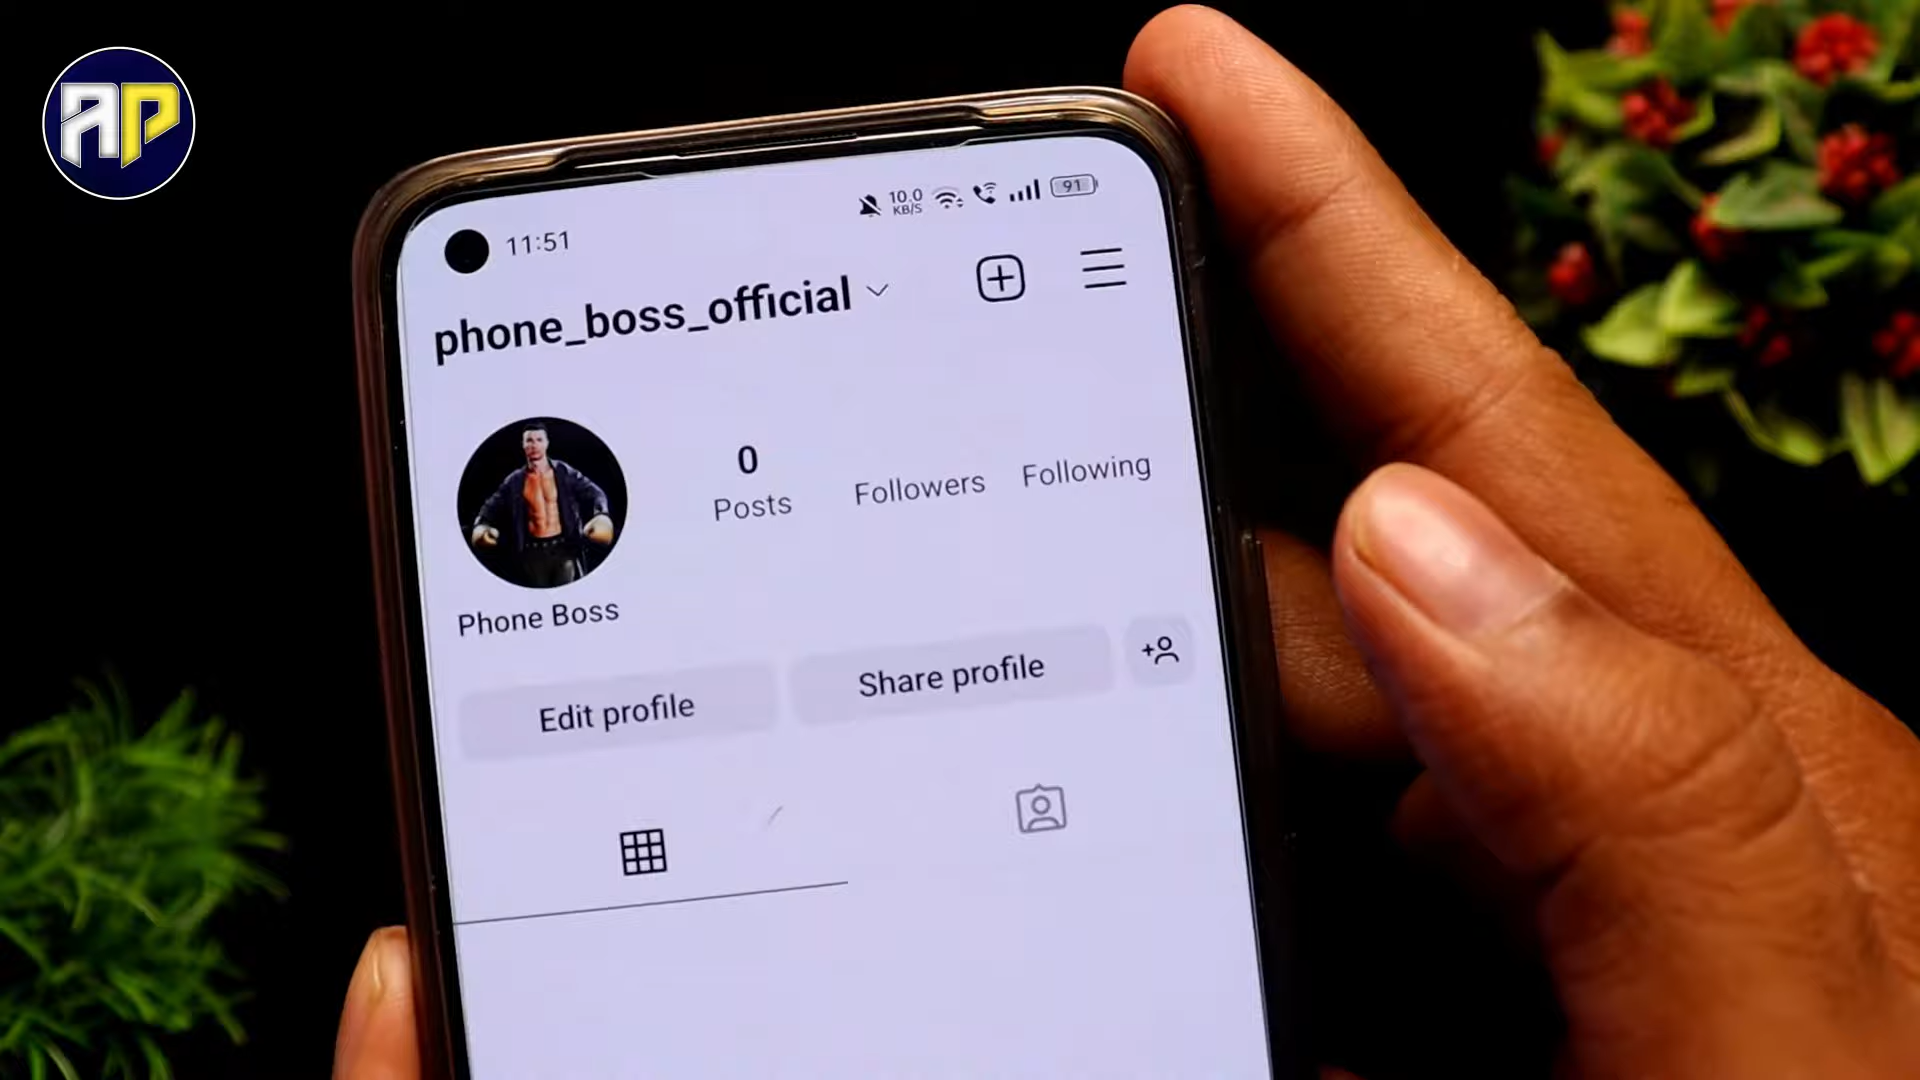 AP
11:51
10.0
KB/S
91
phone_boss_official
0
Posts
Followers
Following
Phone Boss
Edit profile
Share profile